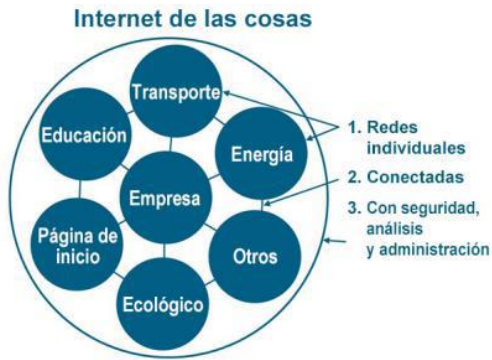 Internet de las cosas
Transporte
Educación
Energía
Empresa
Página de
inicio
Otros
Ecológico
1. Redes
individuales
2. Conectadas
3. Con seguridad,
análisis
y administración